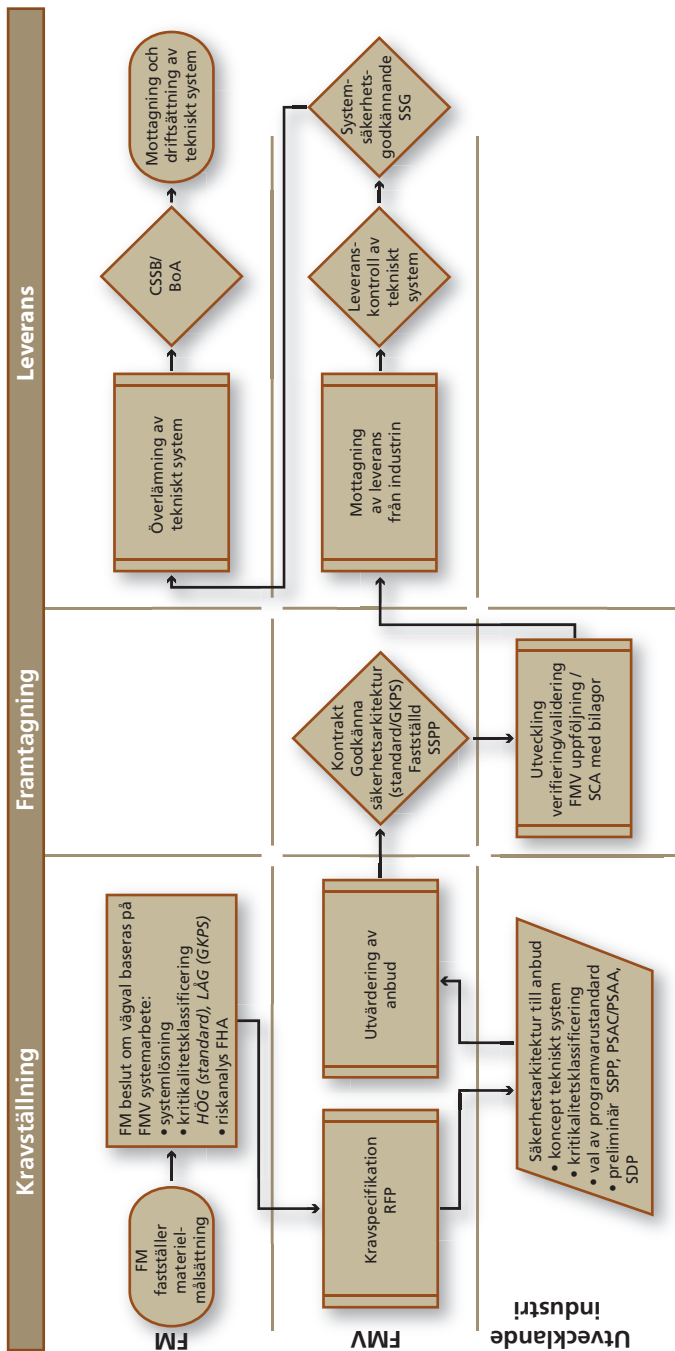 Kravställning
Framtagning
Leverans
FM
FM
fastställer
materiel-
målsättning
FM beslut om vägval baseras på
FMV systemarbete:
• systemlösning
• kritikalitetsklassificering
HÖG (standard), LÅG (GKPS)
• riskanalys FHA
Överlämning av
tekniskt system
CSSB/
BoA
Mottagning och
driftsättning av
tekniskt system
FMV
Kravspecifikation
RFP
Utvärdering av
anbud
Kontrakt
Godkänna
säkerhetsarkitektur
(standard/GKPS)
Fastställd
SSPP
Mottagning
av leverans
från industrin
Leverans-
kontroll av
tekniskt
system
System-
säkerhets-
godkännande
SSG
Utvecklande
industri
Säkerhetsarkitektur till anbud
• koncept tekniskt system
• kritikalitetsklassificering
• val av programvarustandard
• preliminär SSPP, PSAC/PSAA,
SDP
Utveckling
verifiering/validering
FMV uppföljning /
SCA med bilagor